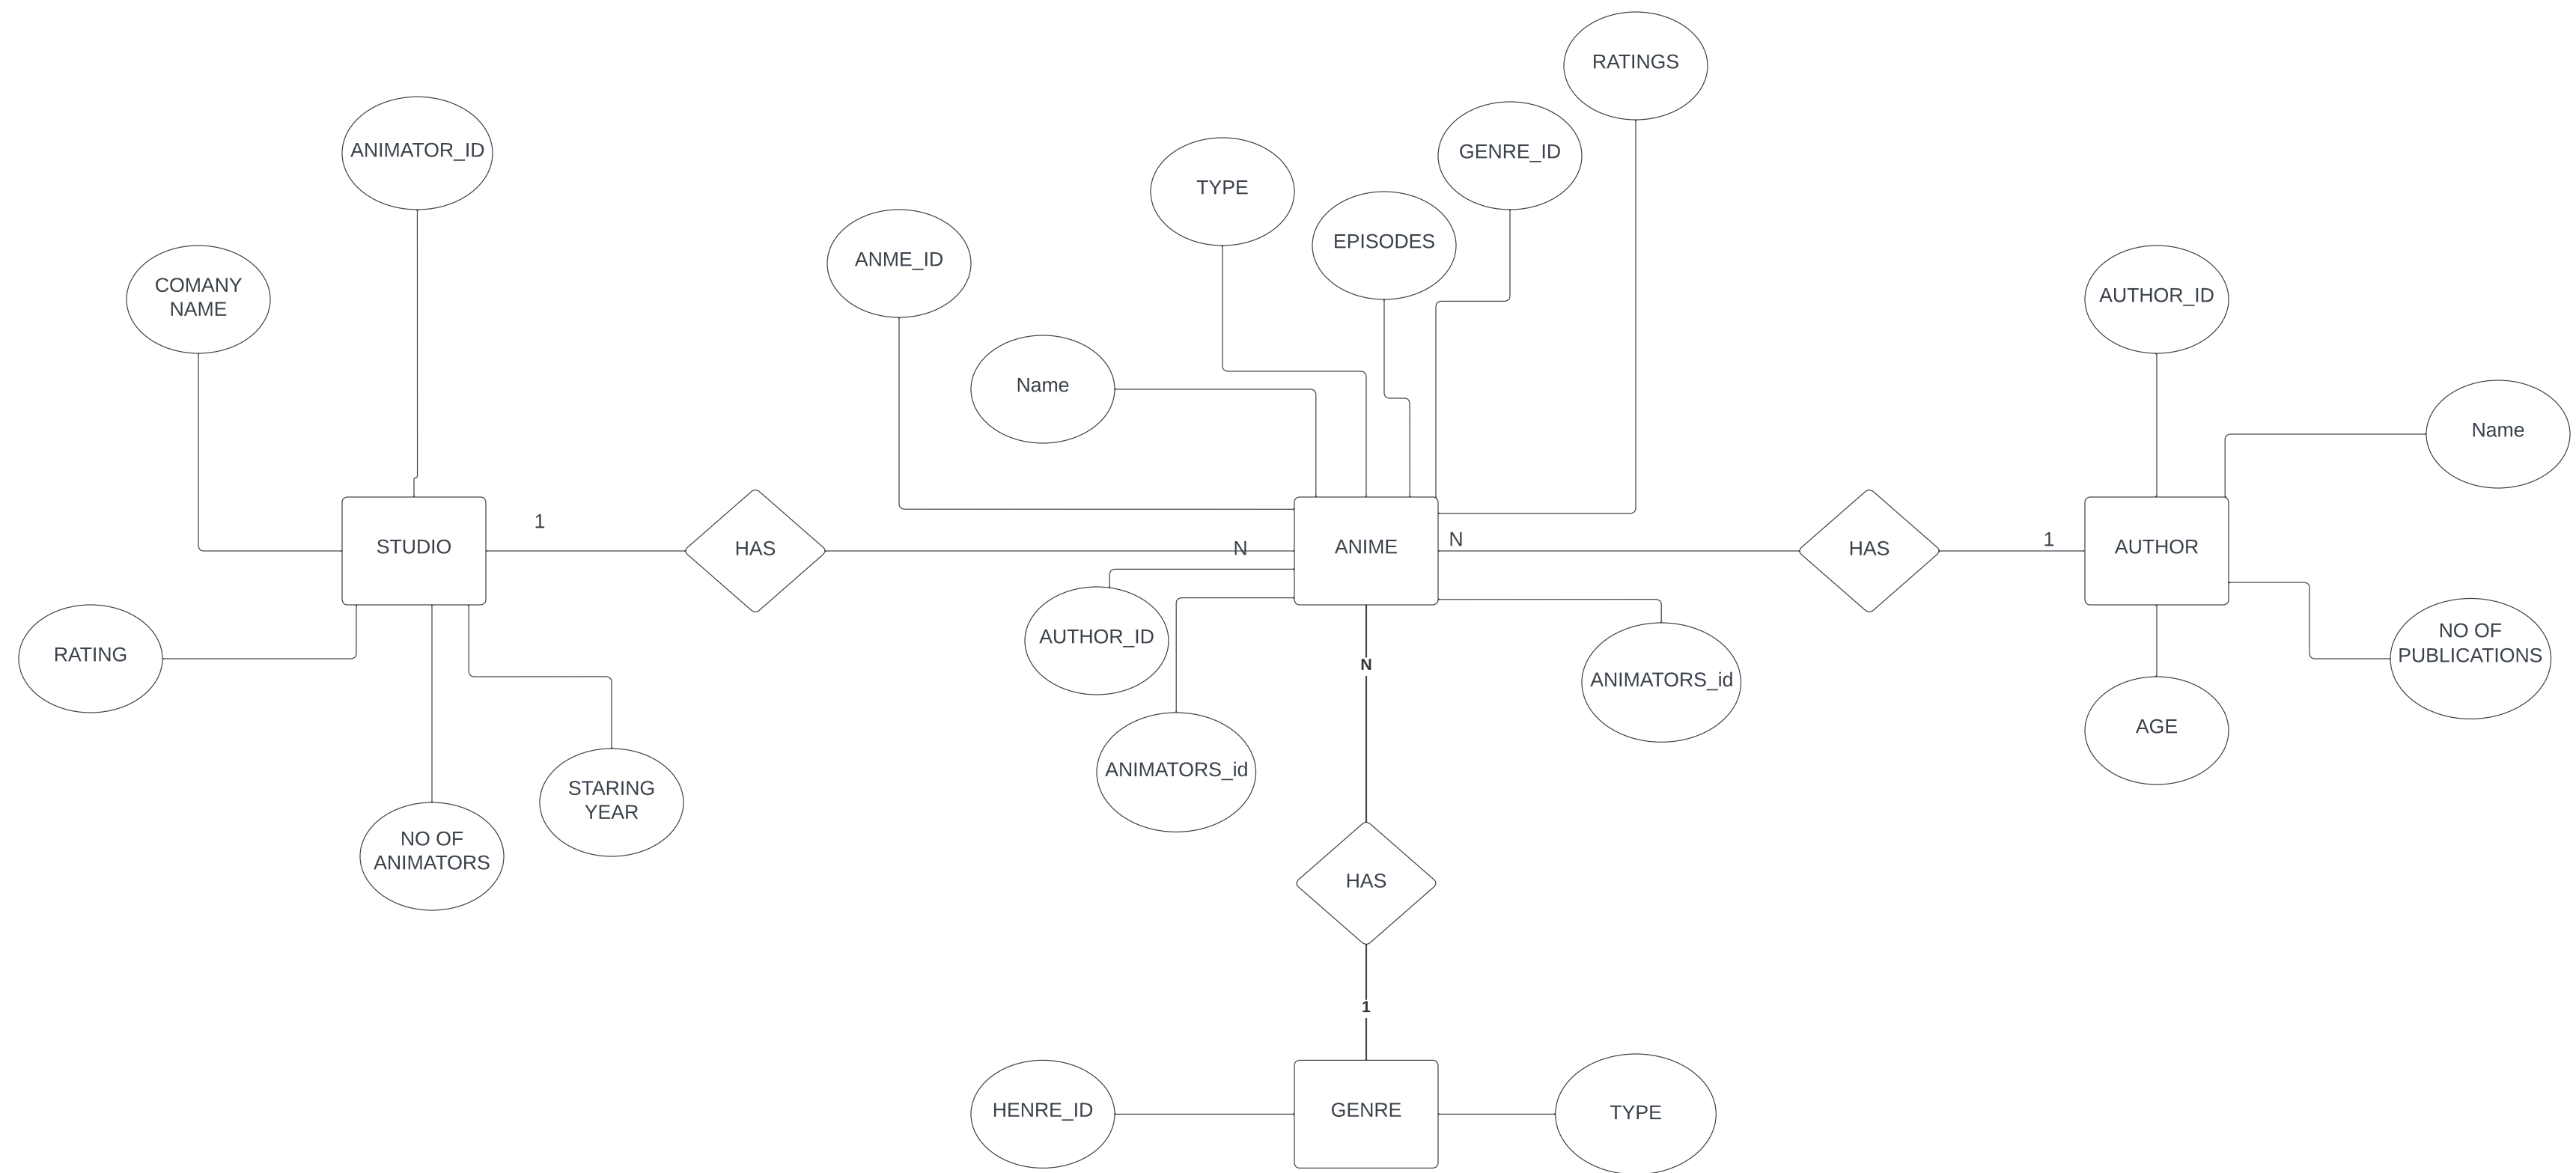 RATINGS
ANIMATOR_ID
GENRE_ID
TYPE
EPISODES
ANME_ID
COMANY
NAME
AUTHOR_ID
Name
Name
1
N
N
1
STUDIO
HAS
ANIME
HAS
AUTHOR
RATING
AUTHOR_ID
N
ANIMATORS_id
NO OF
PUBLICATIONS
AGE
ANIMATORS_id
STARING
YEAR
NO OF
ANIMATORS
HAS
1
HENRE_ID
GENRE
TYPE